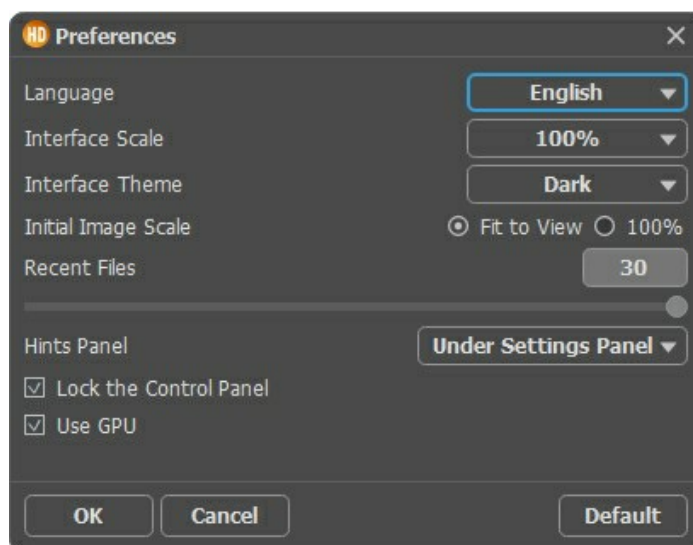 HD Preferences
Language English
Interface Scale 100%
Interface Theme Dark
Initial Image Scale Fit to View 100%
Recent Files 30
Hints Panel Under Settings Panel
Lock the Control Panel
Use GPU
OK Cancel Default